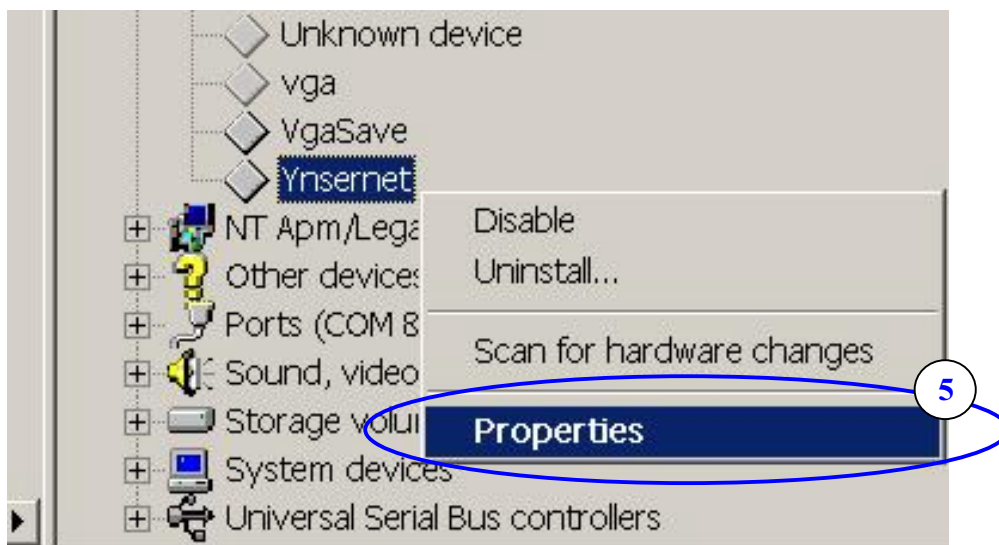 Unknown device
vga
VgaSave
Ynsernet
NT Apm/Lega
Disable
Other devices
Uninstall...
Ports (COM &
Scan for hardware changes
Sound, video
5
Storage volu
Properties
System devices
Universal Serial Bus controllers